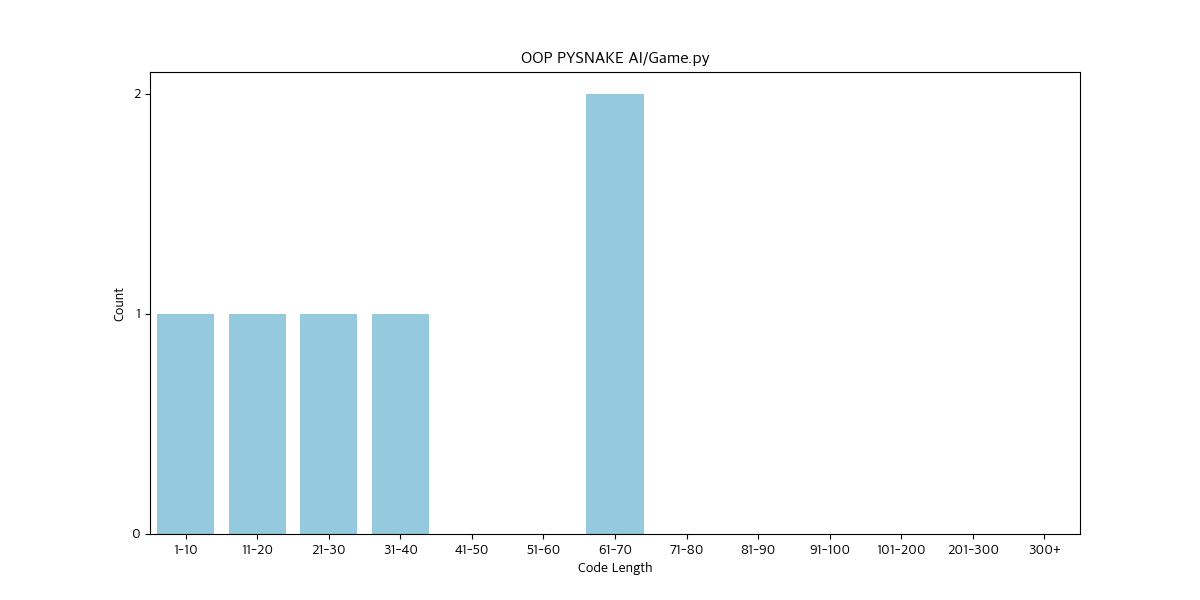 OOP PYSNAKE AI/Game.py
2
1
0
Count
1-10 11-20 21-30 31-40 41-50 51-60 61-70 71-80 81-90 91-100 101-200 201-300 300+
Code Length